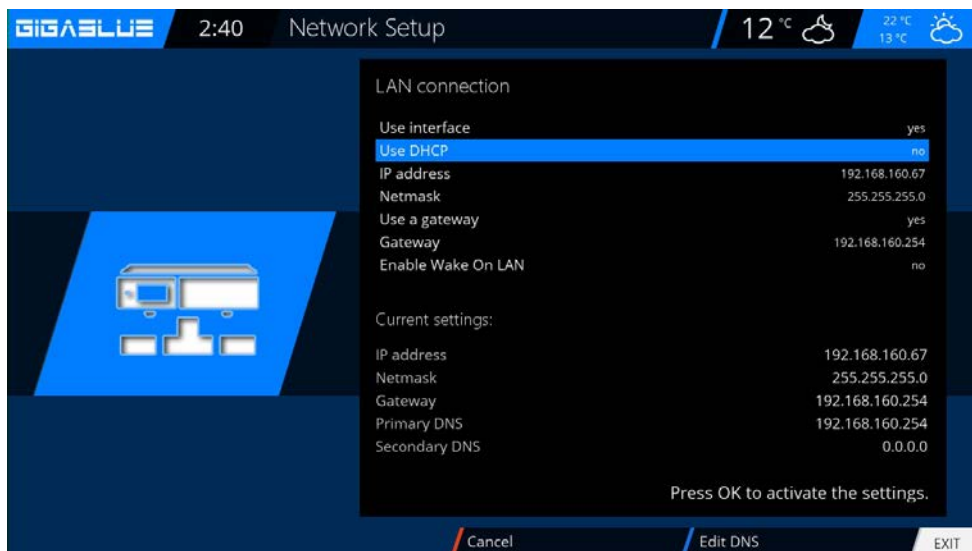 GIGABLUE 2:40 Network Setup 12 °C 22 °C
13 °C
LAN connection
Use interface yes
Use DHCP no
IP address 192.168.160.67
Netmask 255.255.255.0
Use a gateway yes
Gateway 192.168.160.254
Enable Wake On LAN no
Current settings:
IP address 192.168.160.67
Netmask 255.255.255.0
Gateway 192.168.160.254
Primary DNS 192.168.160.254
Secondary DNS 0.0.0.0
Press OK to activate the settings.
Cancel Edit DNS EXIT